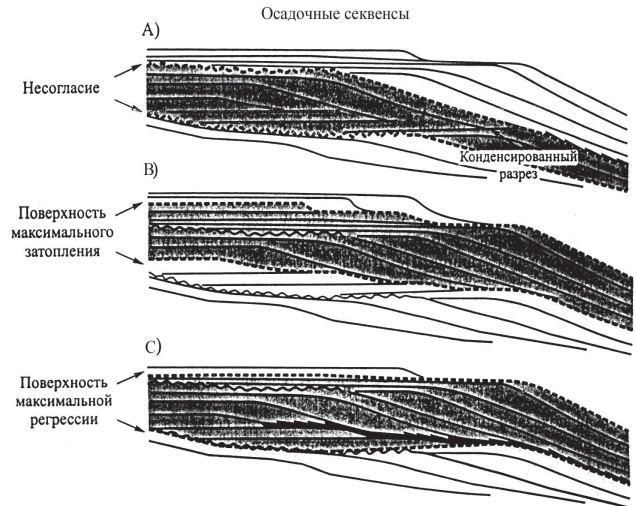 Осадочные секвенсы
А)
Несогласие
Конденсированный
разрез
В)
Поверхность
максимального
затопления
С)
Поверхность
максимальной
регрессии